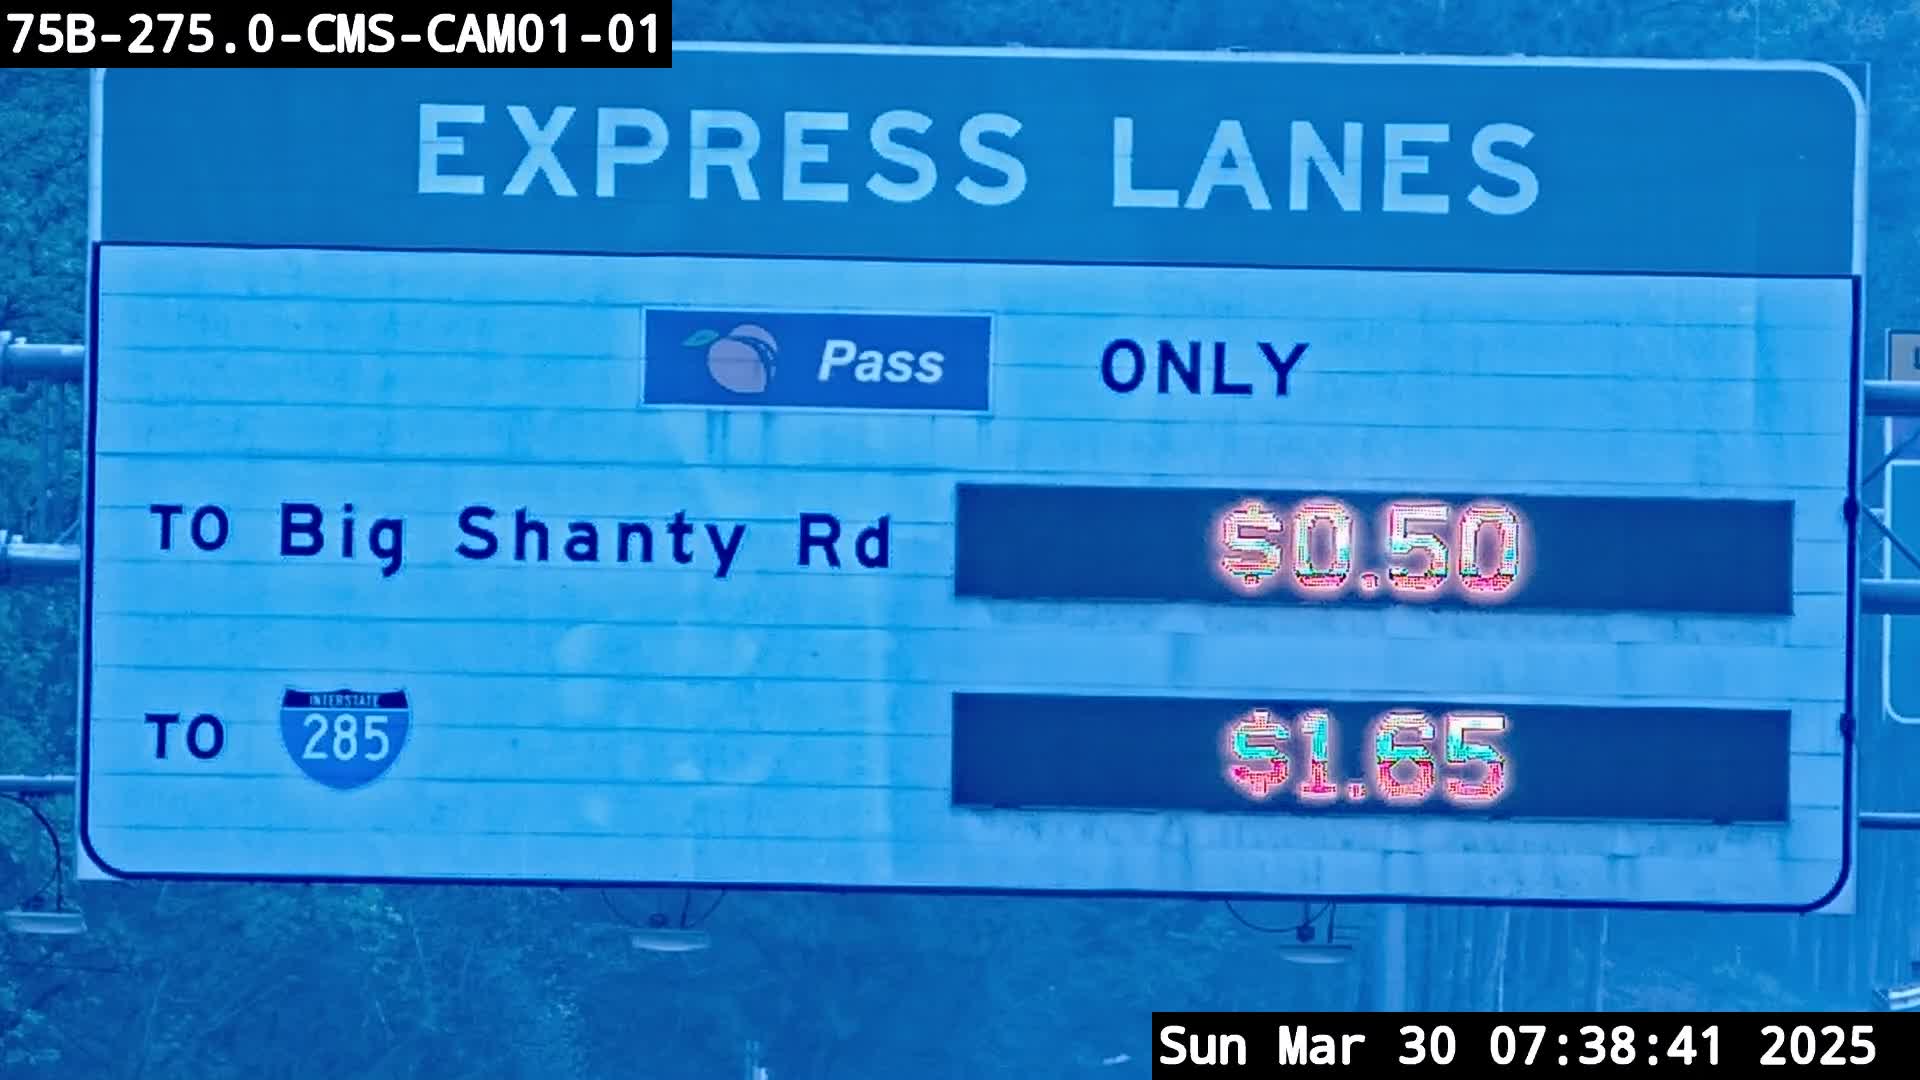 75B-275.0-CMS-CAM01-01
EXPRESS LANES
Pass ONLY
TO Big Shanty Rd $0.50
TO INTERSTATE 285 $1.65
Sun Mar 30 07:38:41 2025